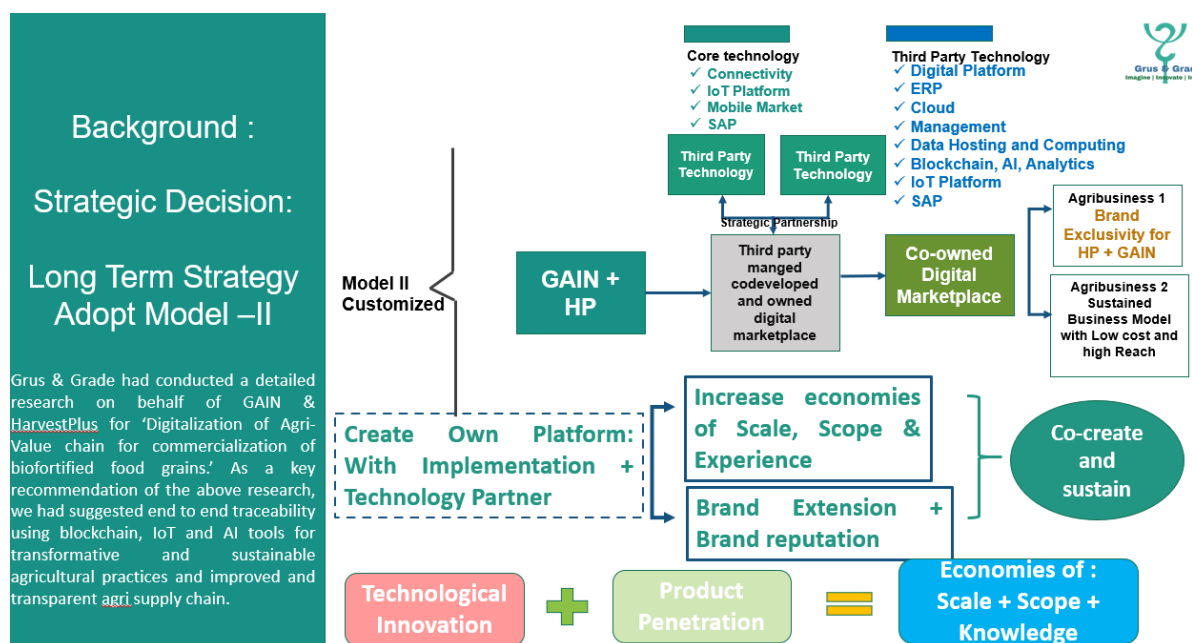 Background :
Strategic Decision:
Long Term Strategy
Adopt Model –II
Grus & Grade had conducted a detailed
research on behalf of GAIN &
HarvestPlus for ‘Digitalization of Agri-
Value chain for commercialization of
biofortified food grains.’ As a key
recommendation of the above research,
we had suggested end to end traceability
using blockchain, IoT and AI tools for
transformative and sustainable
agricultural practices and improved and
transparent agri supply chain.
Core technology
✓ Connectivity
✓ IoT Platform
✓ Mobile Market
✓ SAP
Third Party Technology
✓ Digital Platform
✓ ERP
✓ Cloud
✓ Management
✓ Data Hosting and Computing
✓ Blockchain, AI, Analytics
✓ IoT Platform
✓ SAP
Grus & Grade
Third Party
Technology
Third Party
Technology
Strategic Partnership
Model II
Customized
GAIN +
HP
Third party
manged
codeveloped
and owned
digital
marketplace
Co-owned
Digital
Marketplace
Agribusiness 1
Brand
Exclusivity for
HP + GAIN
Agribusiness 2
Sustained
Business Model
with Low cost and
high Reach
Create Own Platform:
With Implementation +
Technology Partner
Increase economies
of Scale, Scope &
Experience
Brand Extension +
Brand reputation
Co-create
and
sustain
Technological
Innovation
Product
Penetration
Economies of :
Scale + Scope +
Knowledge